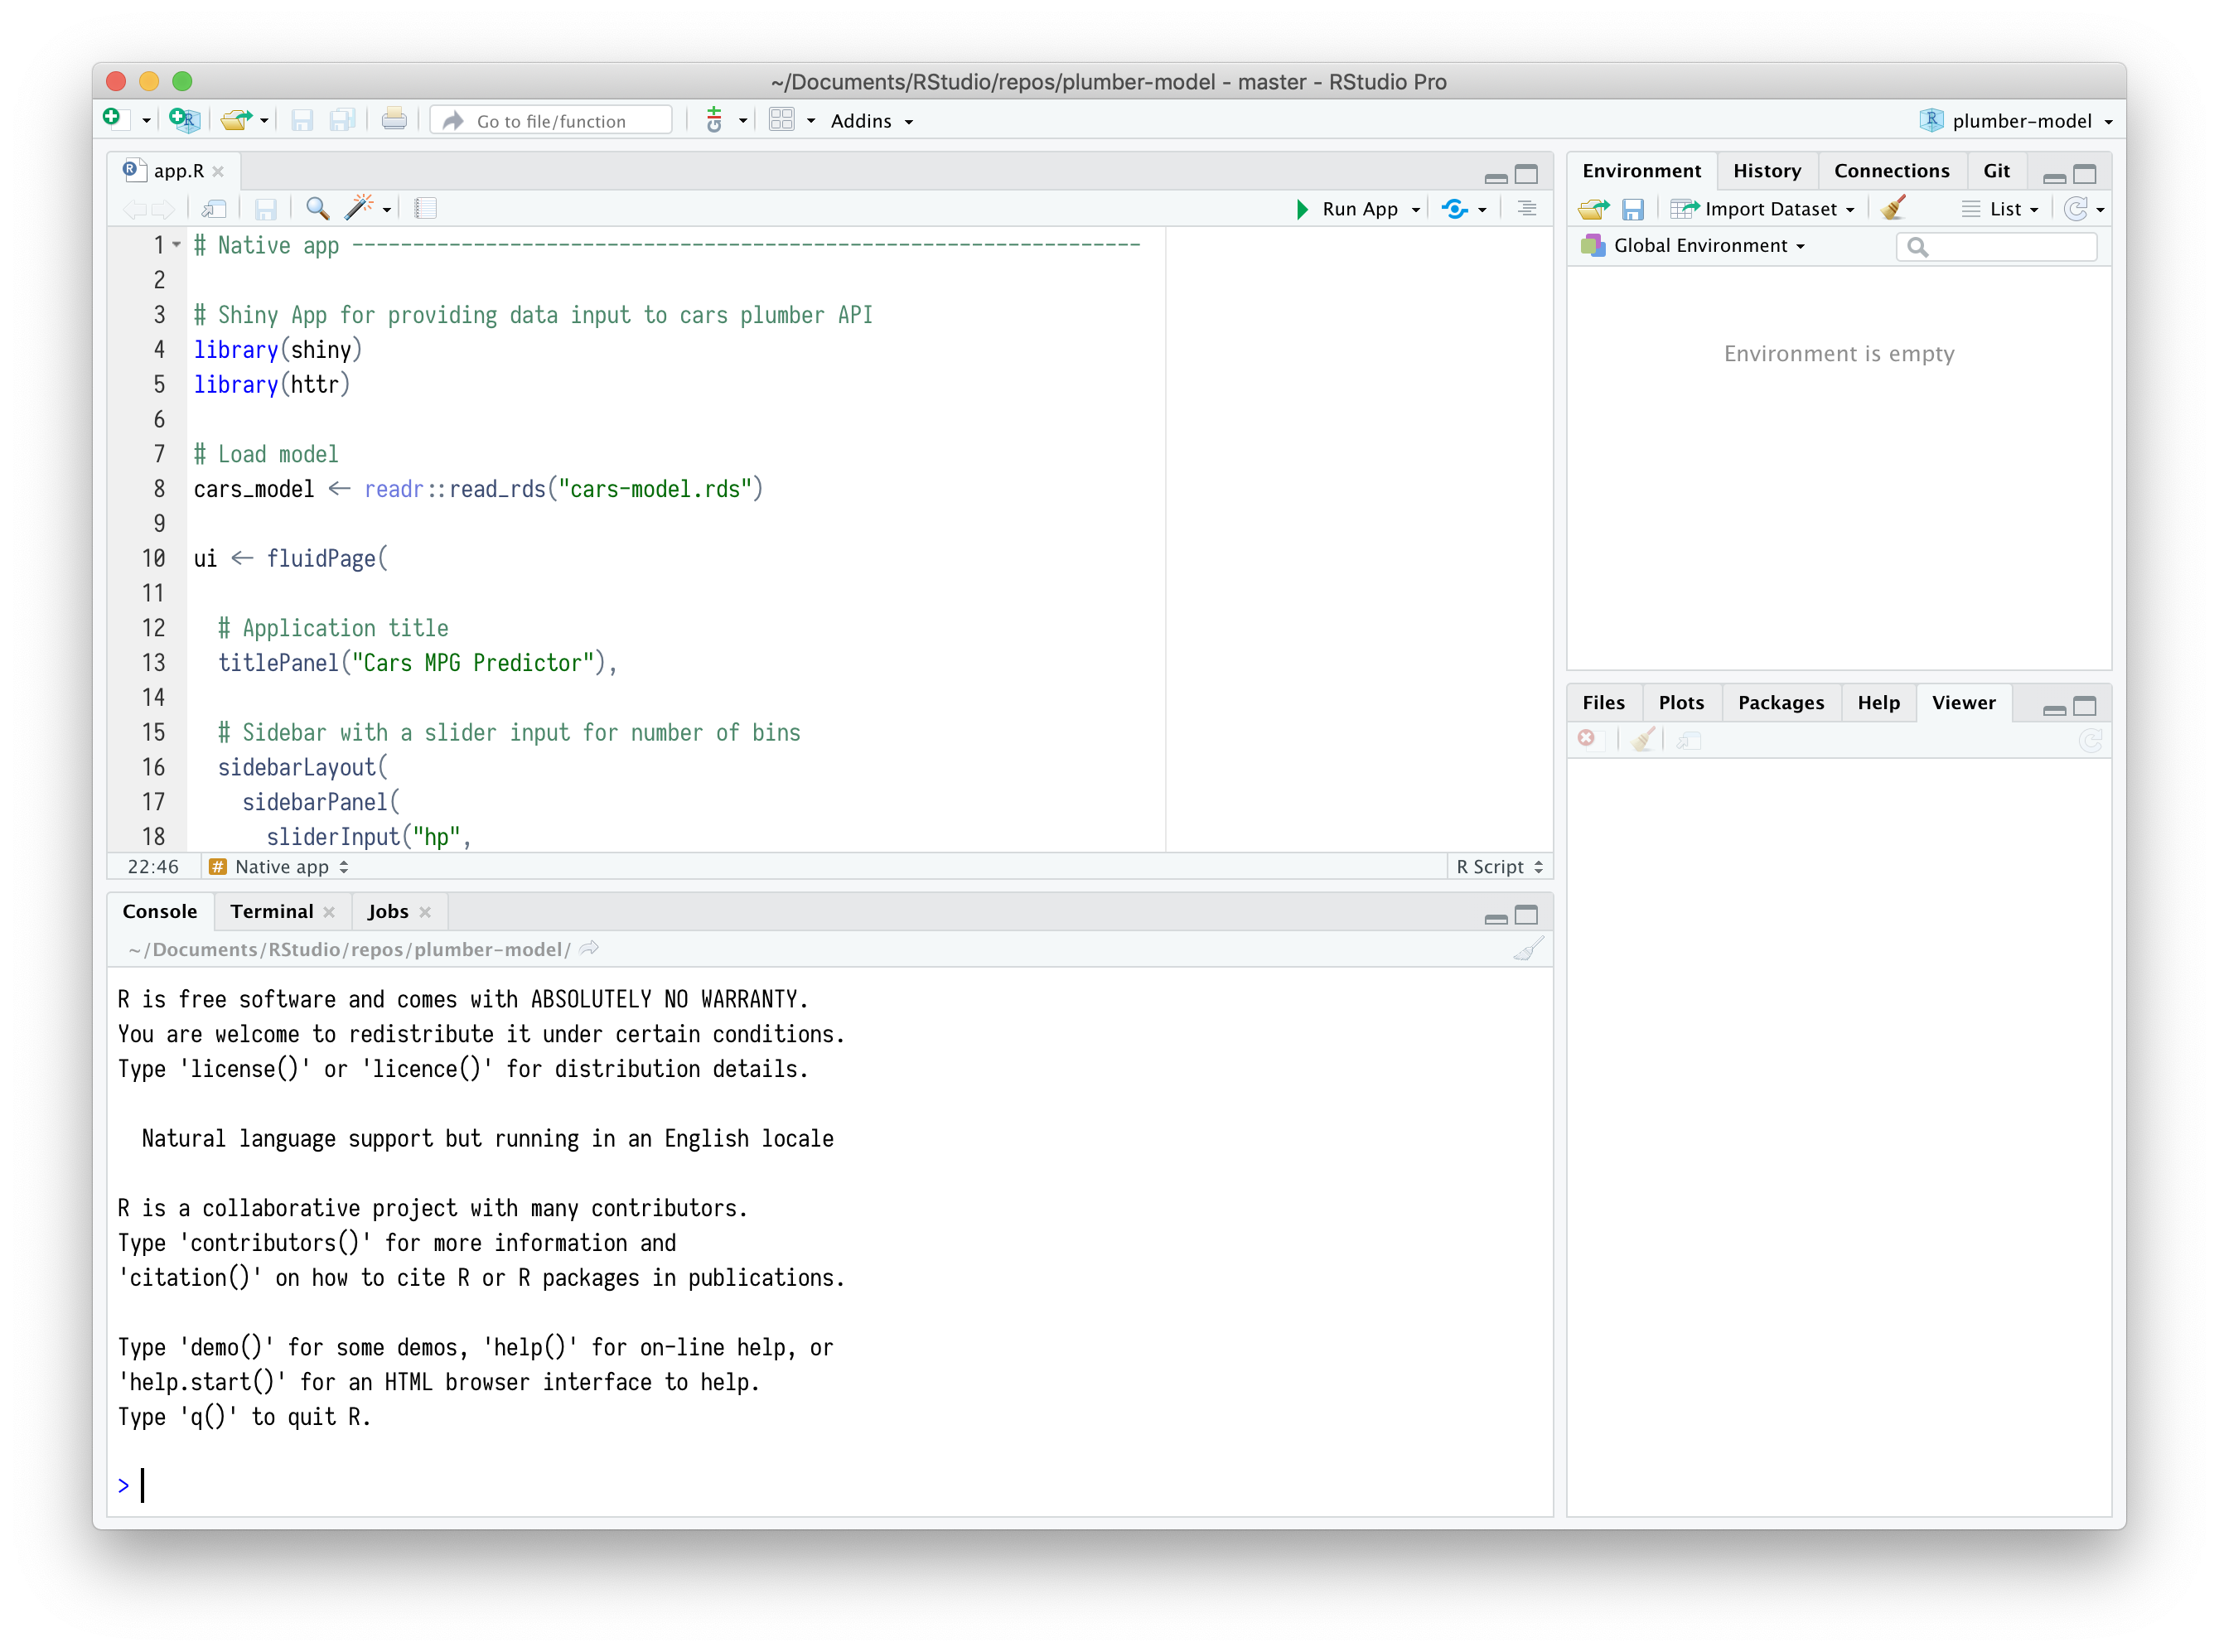 ~/Documents/RStudio/repos/plumber-model - master - RStudio Pro
Go to file/function
Addins
plumber-model
app.R
Run App
1 # Native app -----------------------------------------------------------------
2
3 # Shiny App for providing data input to cars plumber API
4 library(shiny)
5 library(httr)
6
7 # Load model
8 cars_model <- readr::read_rds("cars-model.rds")
9
10 ui <- fluidPage(
11
12 # Application title
13 titlePanel("Cars MPG Predictor"),
14
15 # Sidebar with a slider input for number of bins
16 sidebarLayout(
17 sidebarPanel(
18 sliderInput("hp",
22:46 # Native app R Script
Console Terminal Jobs
~/Documents/RStudio/repos/plumber-model/
R is free software and comes with ABSOLUTELY NO WARRANTY.
You are welcome to redistribute it under certain conditions.
Type 'license()' or 'licence()' for distribution details.
Natural language support but running in an English locale
R is a collaborative project with many contributors.
Type 'contributors()' for more information and
'citation()' on how to cite R or R packages in publications.
Type 'demo()' for some demos, 'help()' for on-line help, or
'help.start()' for an HTML browser interface to help.
Type 'q()' to quit R.
>
Environment History Connections Git
Import Dataset List
Global Environment
Environment is empty
Files Plots Packages Help Viewer